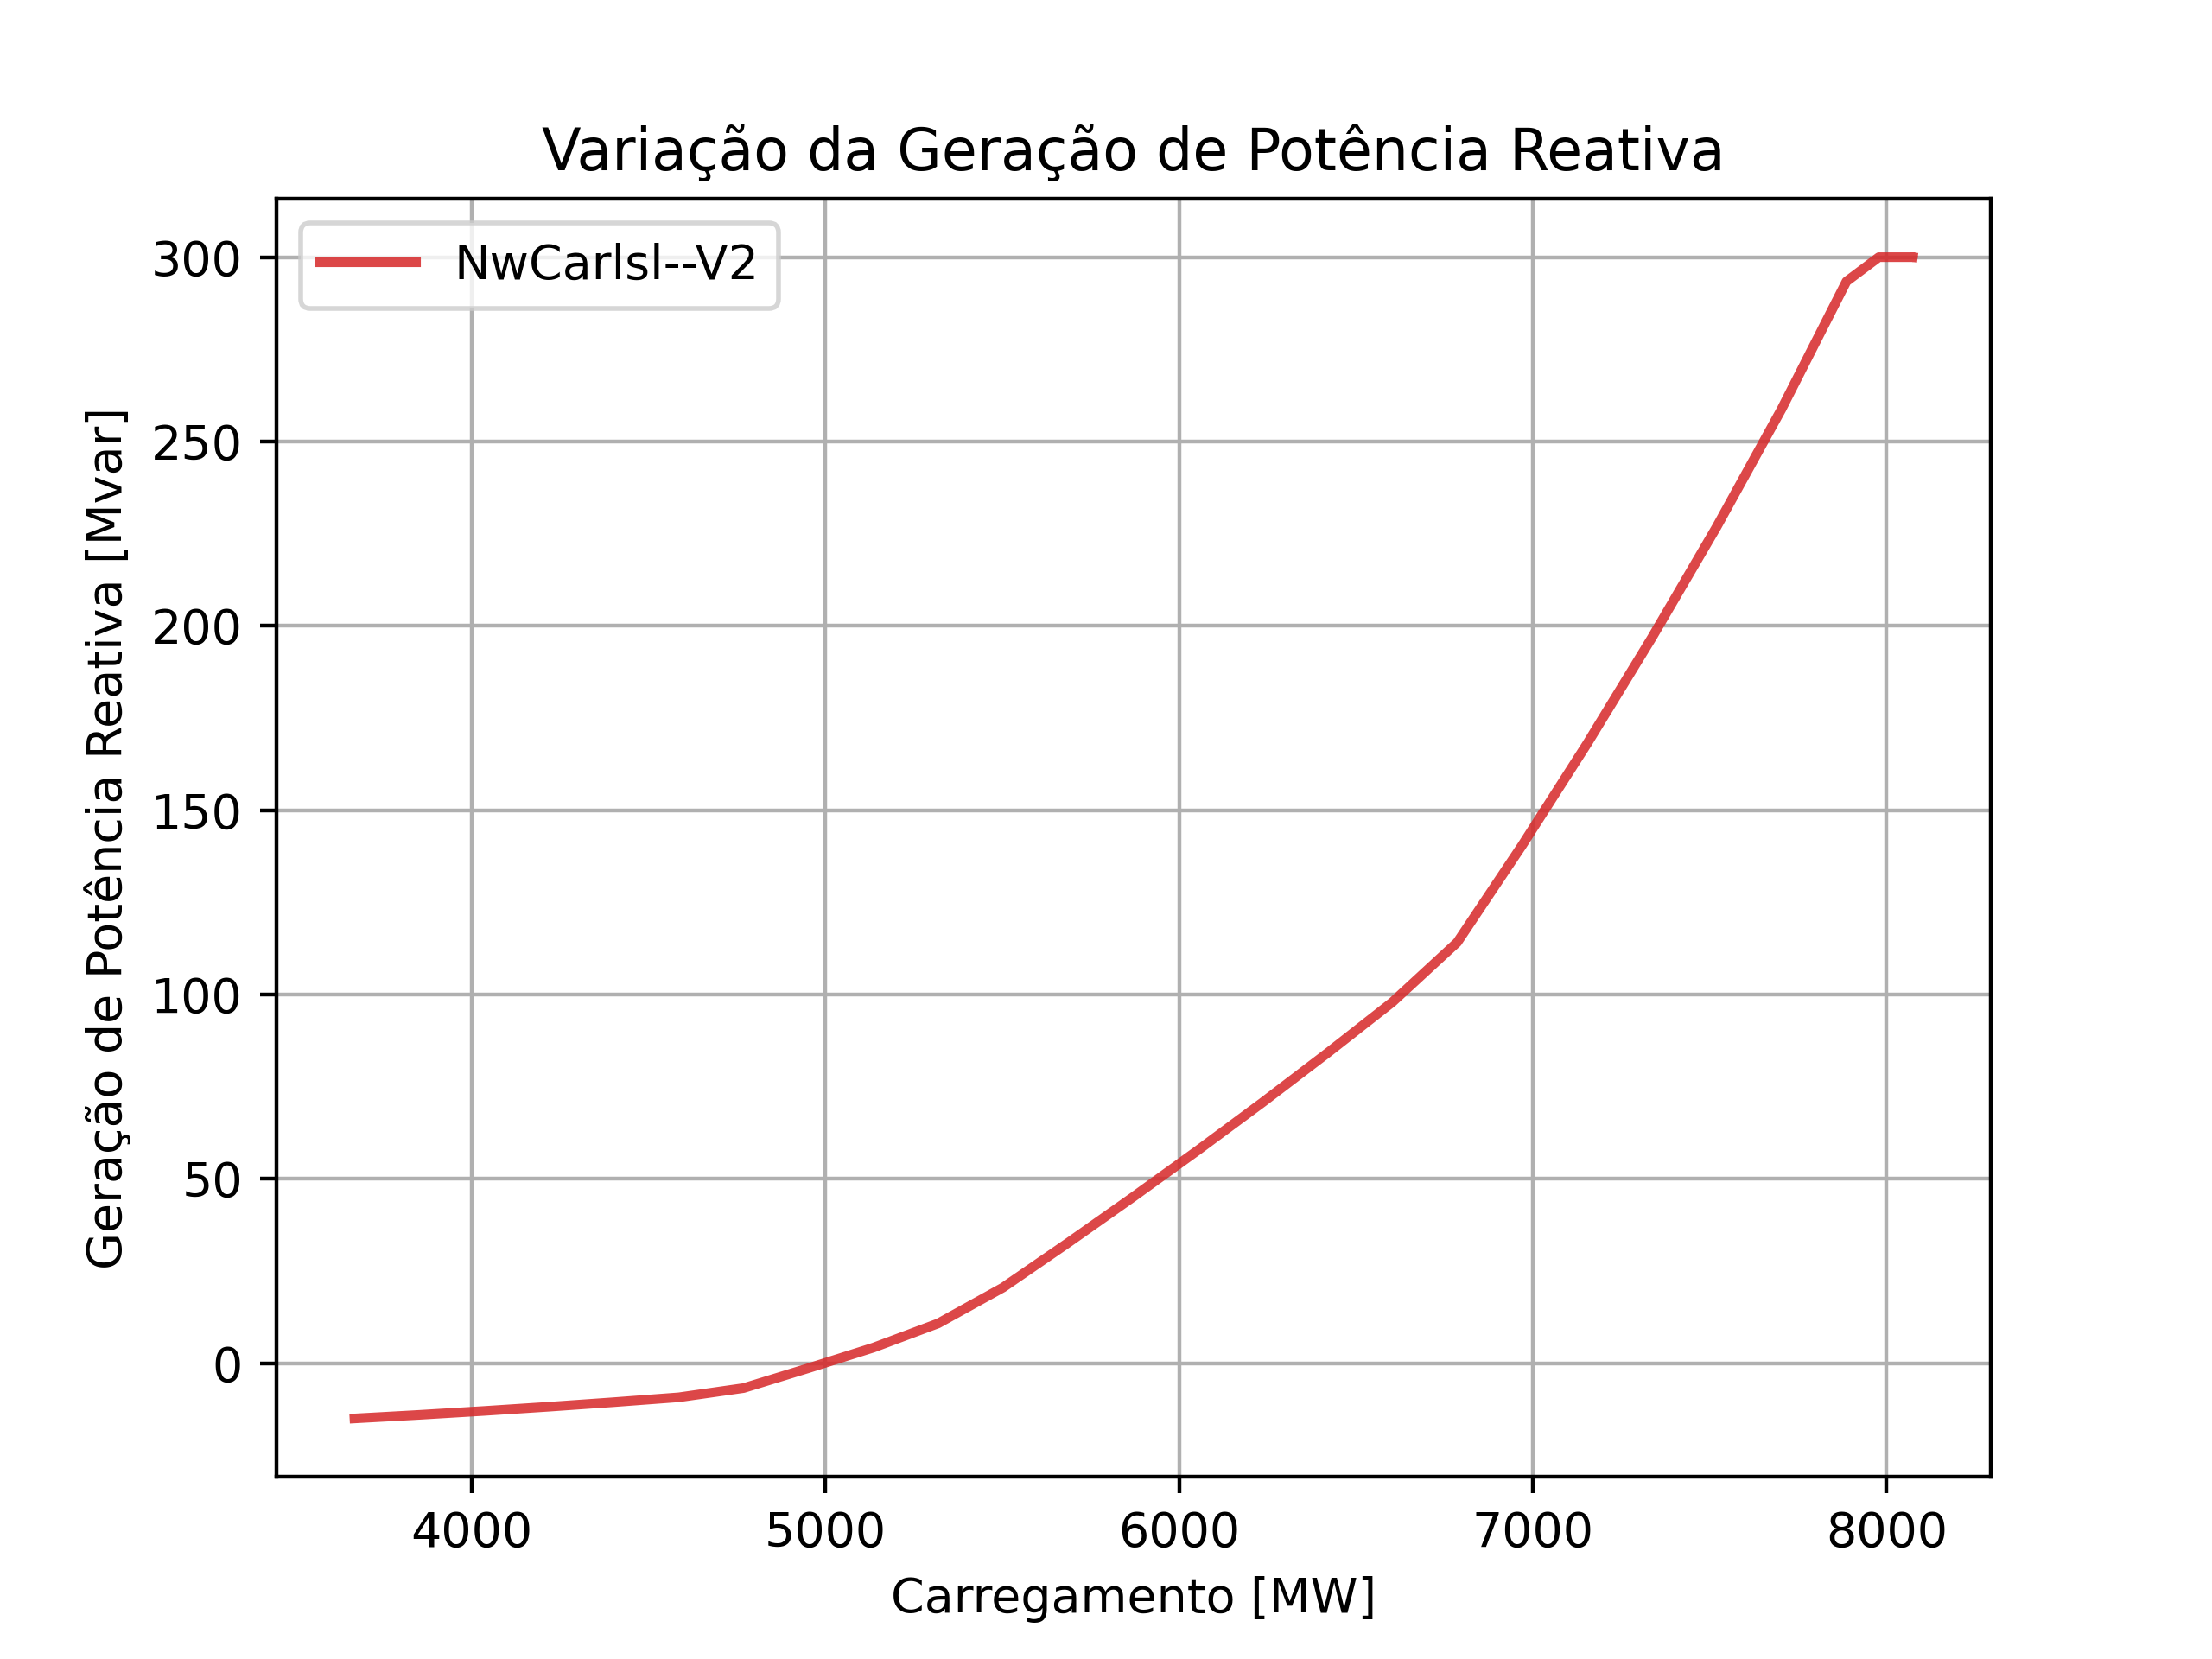 Variação da Geração de Potência Reativa
NwCarlsl--V2
Geração de Potência Reativa [Mvar]
300
250
200
150
100
50
0
4000 5000 6000 7000 8000
Carregamento [MW]